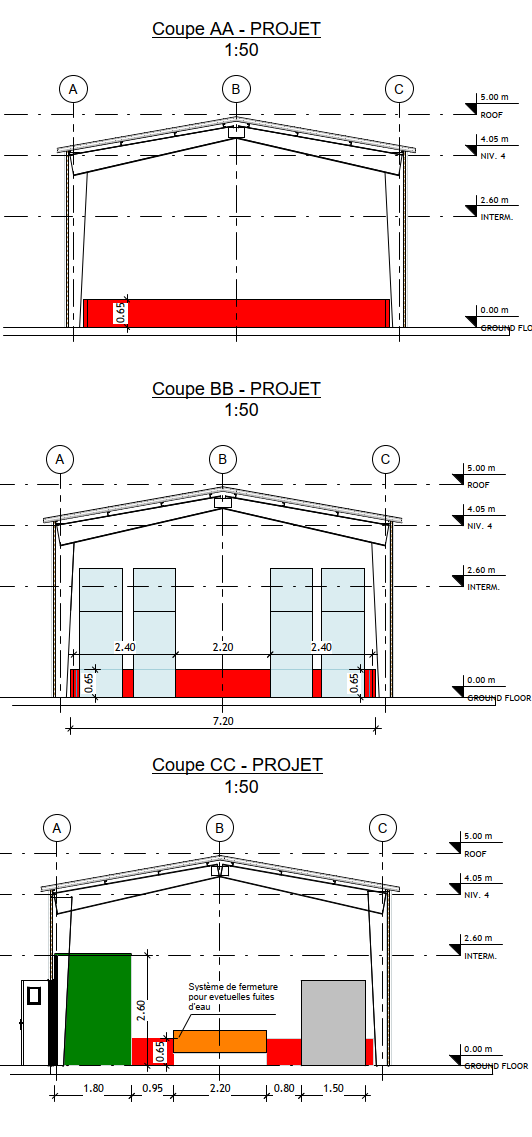 Coupe AA - PROJET
1:50
A
B
C
5.00 m
ROOF
4.05 m
NIV. 4
2.60 m
INTERM.
0.65
0.00 m
GROUND FLO
Coupe BB - PROJET
1:50
A
B
C
5.00 m
ROOF
4.05 m
NIV. 4
2.60 m
INTERM.
2.40
2.20
2.40
0.65
0.65
0.00 m
GROUND FLOOR
7.20
Coupe CC - PROJET
1:50
A
B
C
5.00 m
ROOF
4.05 m
NIV. 4
2.60 m
INTERM.
Système de fermeture
pour evetuelles fuites
d'eau
2.60
0.65
0.00 m
GROUND FLOOR
1.80
0.95
2.20
0.80
1.50